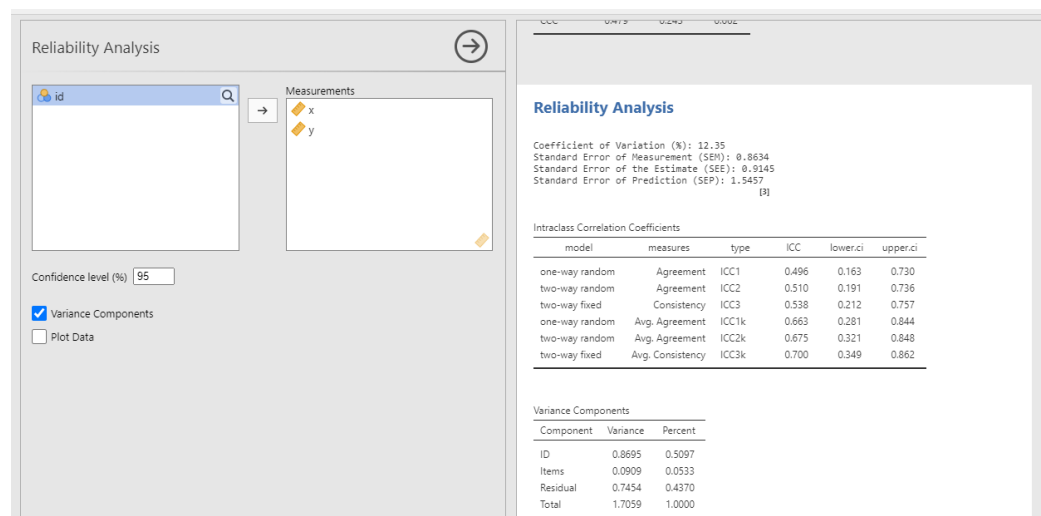 Reliability Analysis
id
Measurements
x
y
Confidence level (%) 95
Variance Components
Plot Data
CCC 0.479 0.243 0.662
Reliability Analysis
Coefficient of Variation (%): 12.35
Standard Error of Measurement (SEM): 0.8634
Standard Error of the Estimate (SEE): 0.9145
Standard Error of Prediction (SEP): 1.5457
[3]
Intraclass Correlation Coefficients
model measures type ICC lower.ci upper.ci
one-way random Agreement ICC1 0.496 0.163 0.730
two-way random Agreement ICC2 0.510 0.191 0.736
two-way fixed Consistency ICC3 0.538 0.212 0.757
one-way random Avg. Agreement ICC1k 0.663 0.281 0.844
two-way random Avg. Agreement ICC2k 0.675 0.321 0.848
two-way fixed Avg. Consistency ICC3k 0.700 0.349 0.862
Variance Components
Component Variance Percent
ID 0.8695 0.5097
Items 0.0909 0.0533
Residual 0.7454 0.4370
Total 1.7059 1.0000